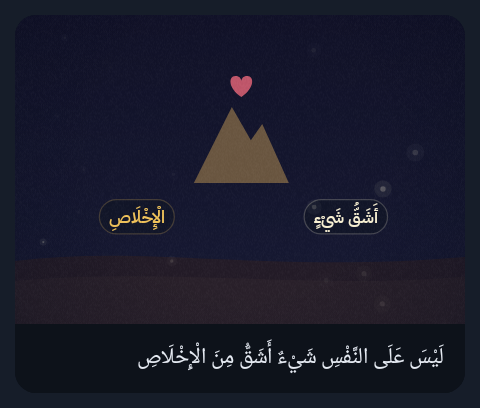 أَشَقُّ شَيْءٍ
الْإِخْلَاصِ
لَيْسَ عَلَى النَّفْسِ شَيْءٌ أَشَقُّ مِنَ الْإِخْلَاصِ